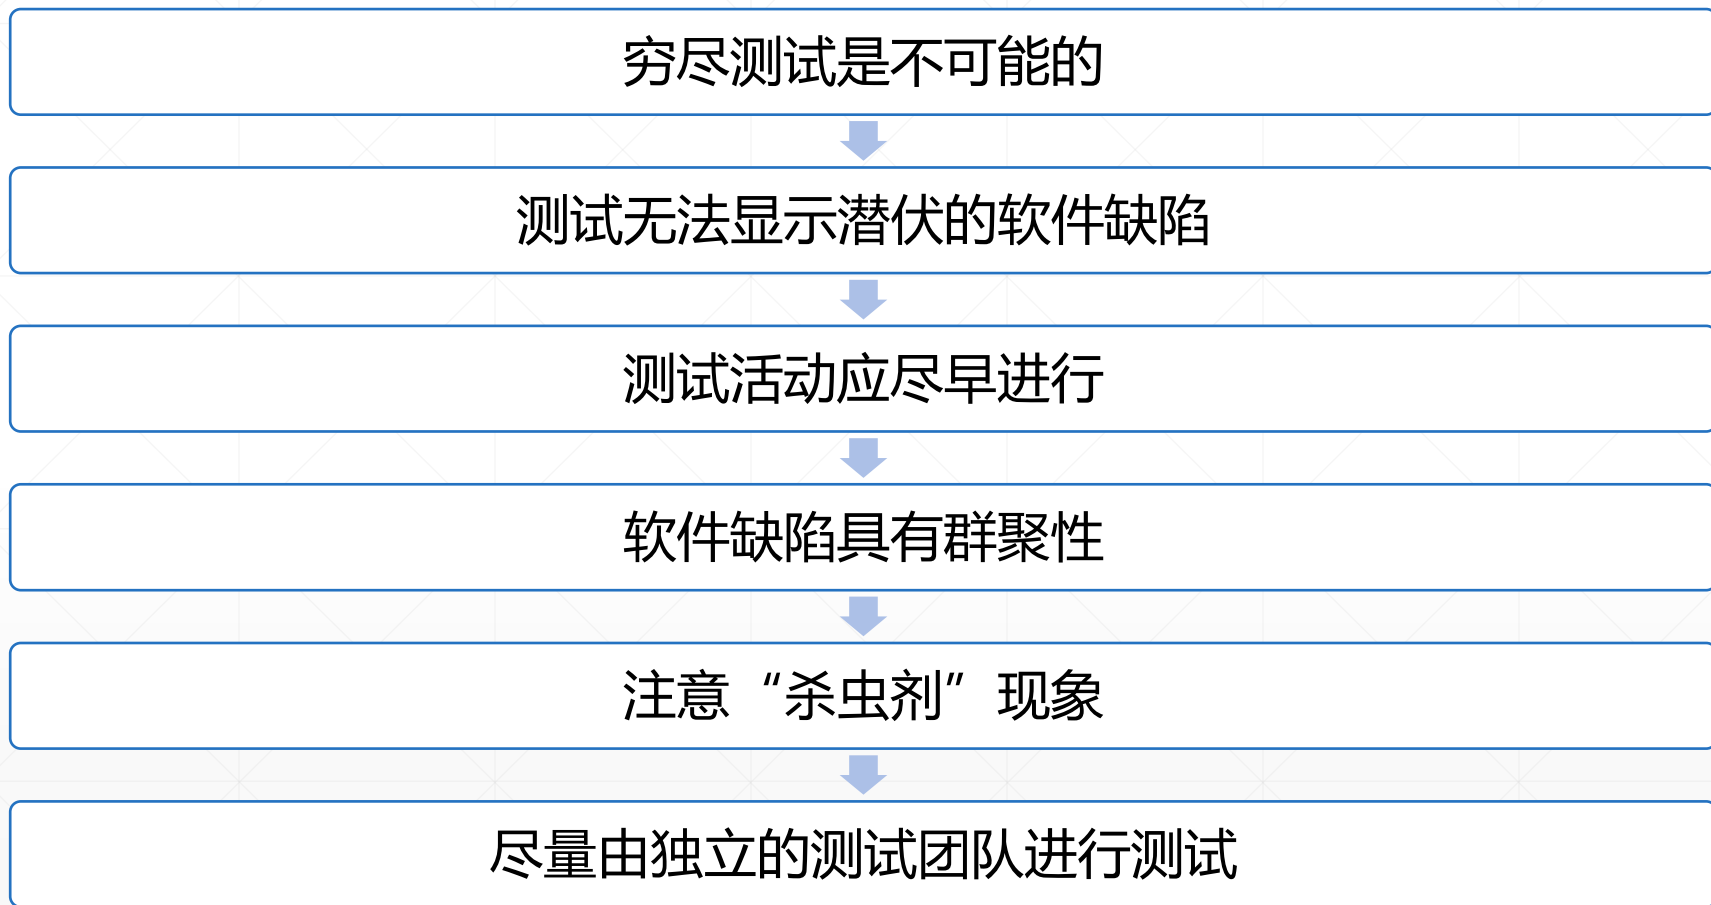 穷尽测试是不可能的
测试无法显示潜伏的软件缺陷
测试活动应尽早进行
软件缺陷具有群聚性
注意“杀虫剂”现象
尽量由独立的测试团队进行测试